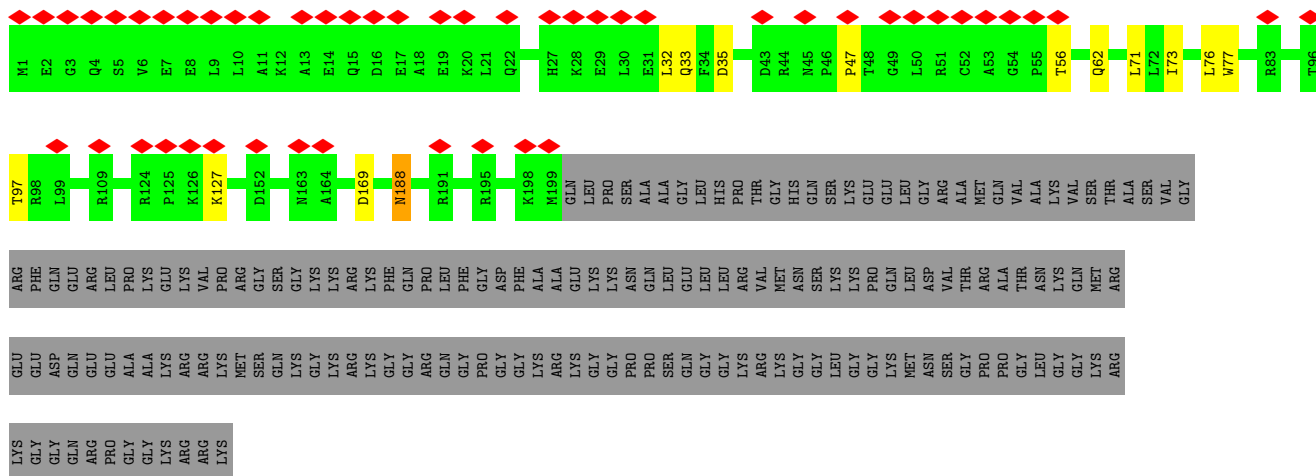 M1 E2 G3 Q4 S5 V6 E7 E8 L9 L10 A11 K12 A13 E14 Q15 D16 E17 A18 E19 K20 L21 Q22 H27 K28 E29 L30 E31 L32 Q33 F34 D35 D43 R44 N45 P46 P47 T48 G49 L50 R51 C52 A53 G54 P55 T56 Q62 L71 L72 I73 L76 W77 R83 T96
T97 R98 L99 R109 R124 P125 K126 K127 D152 N163 A164 D169 N188 R191 R195 K198 M199 GLN LEU PRO SER ALA ALA GLY LEU HIS PRO THR GLY HIS GLN SER LYS GLU GLU LEU GLY ARG ALA MET GLN VAL ALA LYS VAL SER THR ALA SER VAL GLY
ARG PHE GLN GLU ARG LEU PRO LYS GLU LYS VAL PRO ARG GLY SER GLY LYS LYS ARG LYS PHE GLN PRO LEU PHE GLY ASP PHE ALA ALA GLU LYS LYS ASN GLN LEU GLU LEU LEU ARG VAL MET ASN SER LYS LYS PRO GLN LEU ASP VAL THR ARG ALA THR ASN LYS GLN MET ARG
GLU GLU ASP GLN GLU GLU ALA ALA LYS ARG ARG LYS MET SER GLN LYS GLY LYS ARG LYS GLY GLY ARG GLN GLY PRO GLY GLY LYS ARG LYS GLY GLY PRO PRO SER GLN GLY GLY LYS ARG LYS GLY GLY LEU GLY GLY LYS MET ASN SER GLY PRO PRO GLY LEU GLY GLY LYS ARG
LYS GLY GLY GLN ARG PRO GLY GLY LYS ARG ARG LYS